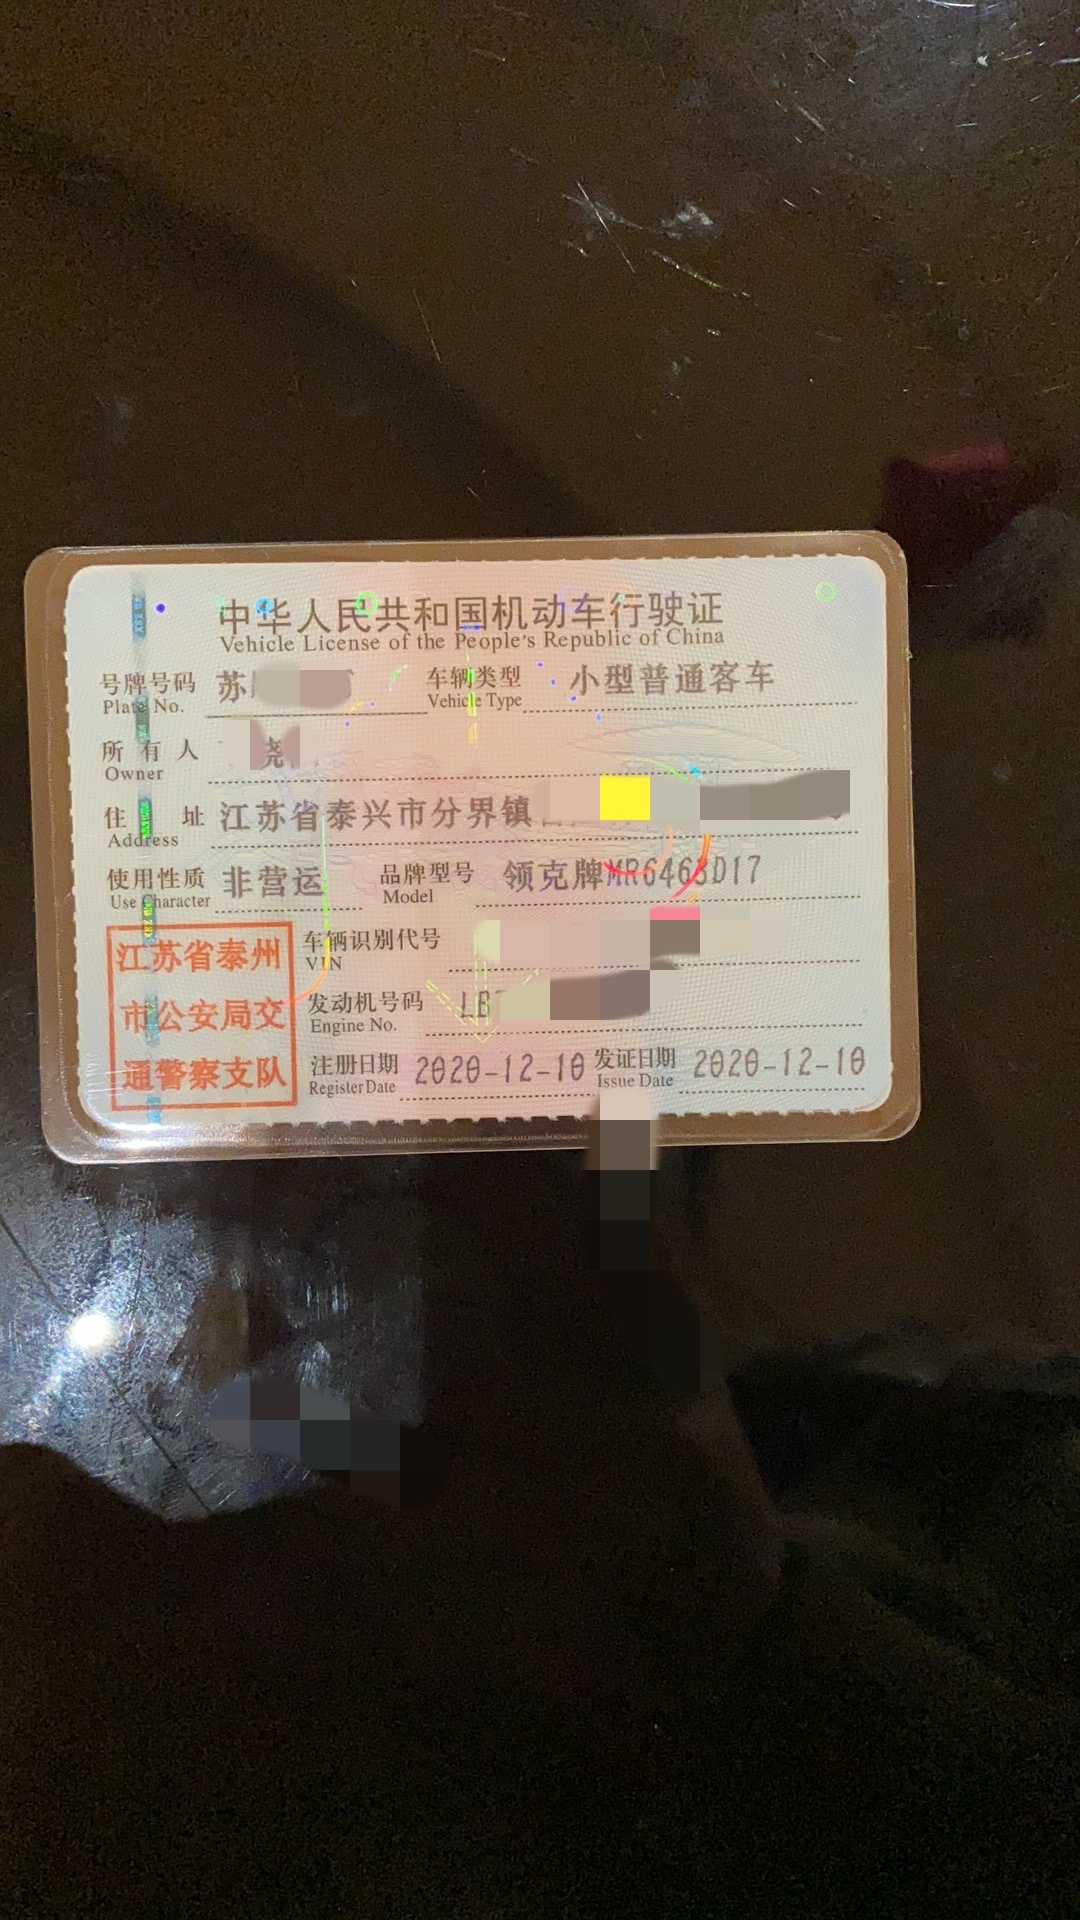 中华人民共和国机动车行驶证
Vehicle License of the People's Republic of China
号牌号码 苏 车辆类型 小型普通客车
Plate No. Vehicle Type
所有人 晓
Owner
住址 江苏省泰兴市分界镇
Address
使用性质 非营运 品牌型号 领克牌MR6463D17
Use Character Model
江苏省泰州 车辆识别代号
VIN
市公安局交 发动机号码 LB
Engine No.
通警察支队 注册日期 2020-12-10 发证日期 2020-12-10
Register Date Issue Date